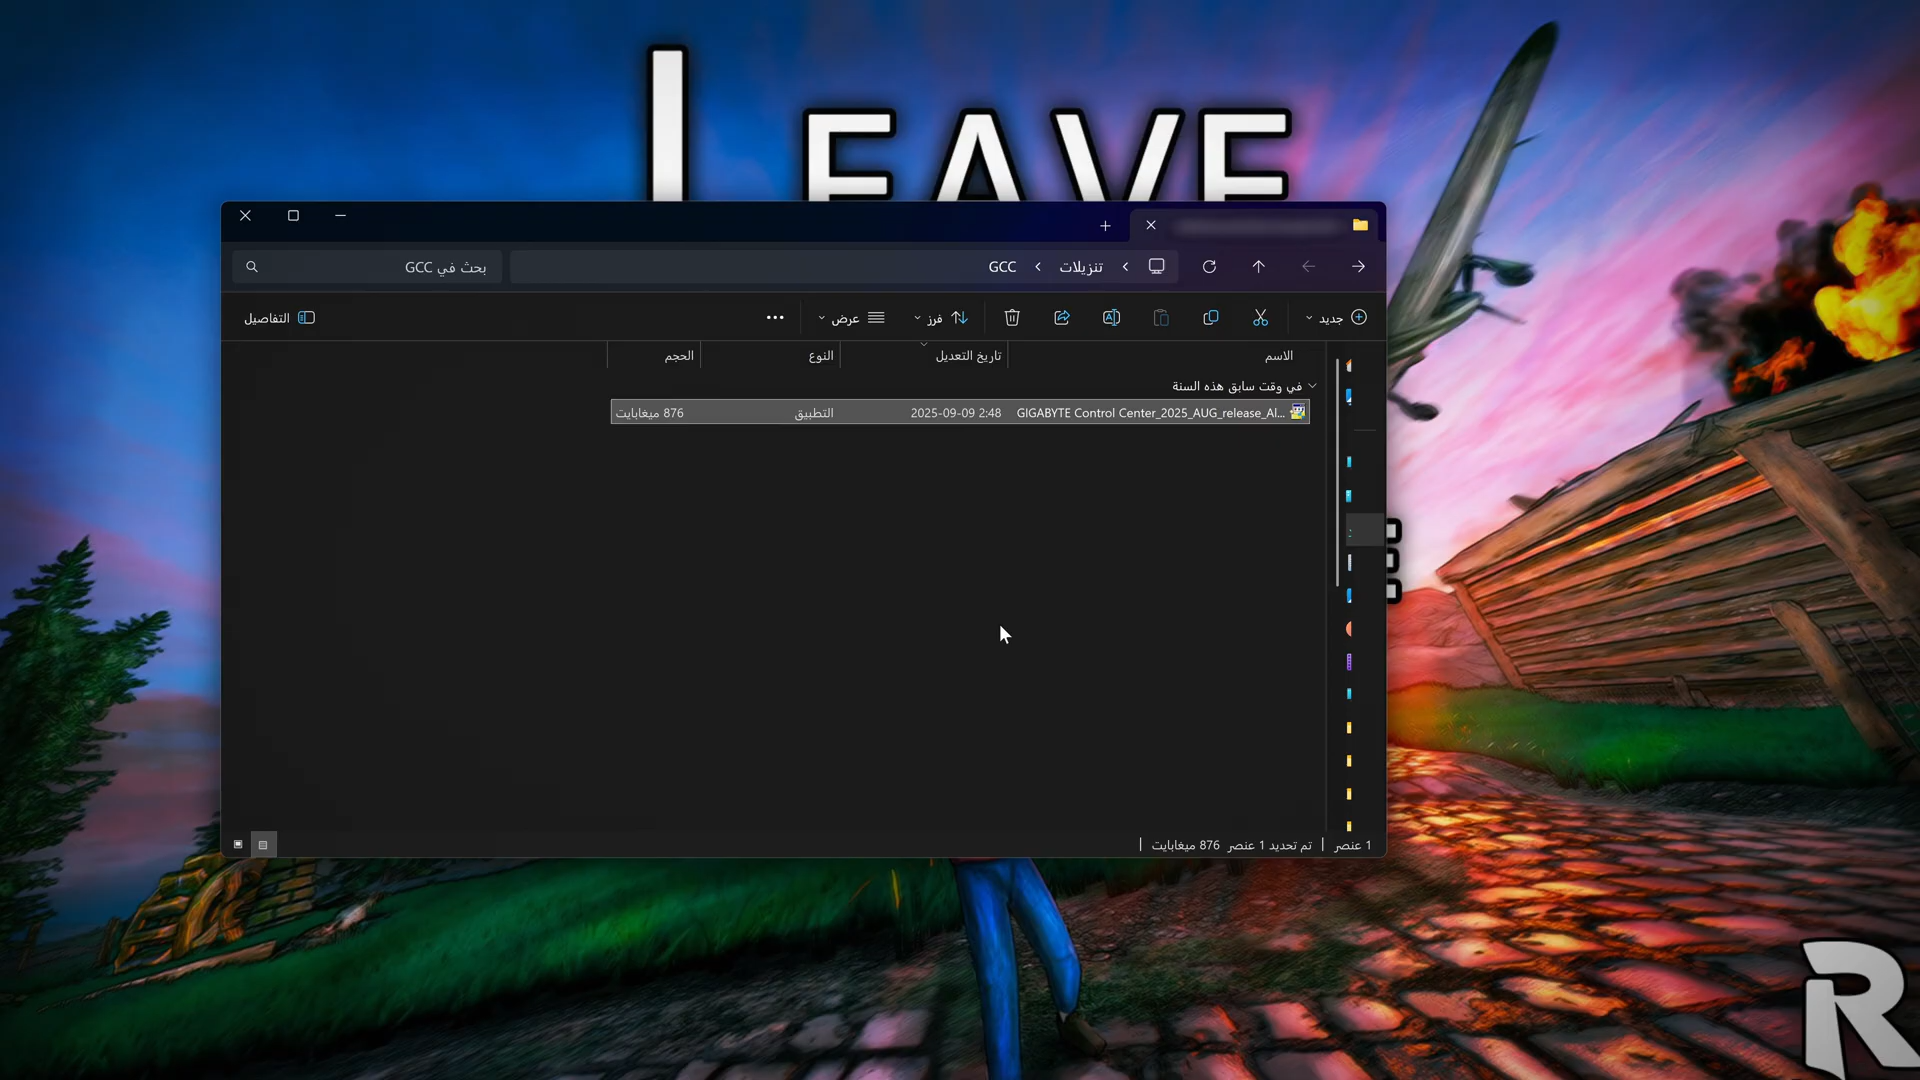 LEAVE
GCC ‹ تنزيلات ‹
بحث في GCC
جديد
فرز
عرض
التفاصيل
الاسم
تاريخ التعديل
النوع
الحجم
في وقت سابق هذه السنة
GIGABYTE Control Center_2025_AUG_release_Al... 2025-09-09 2:48 التطبيق 876 ميغابايت
1 عنصر | تم تحديد 1 عنصر 876 ميغابايت |
R